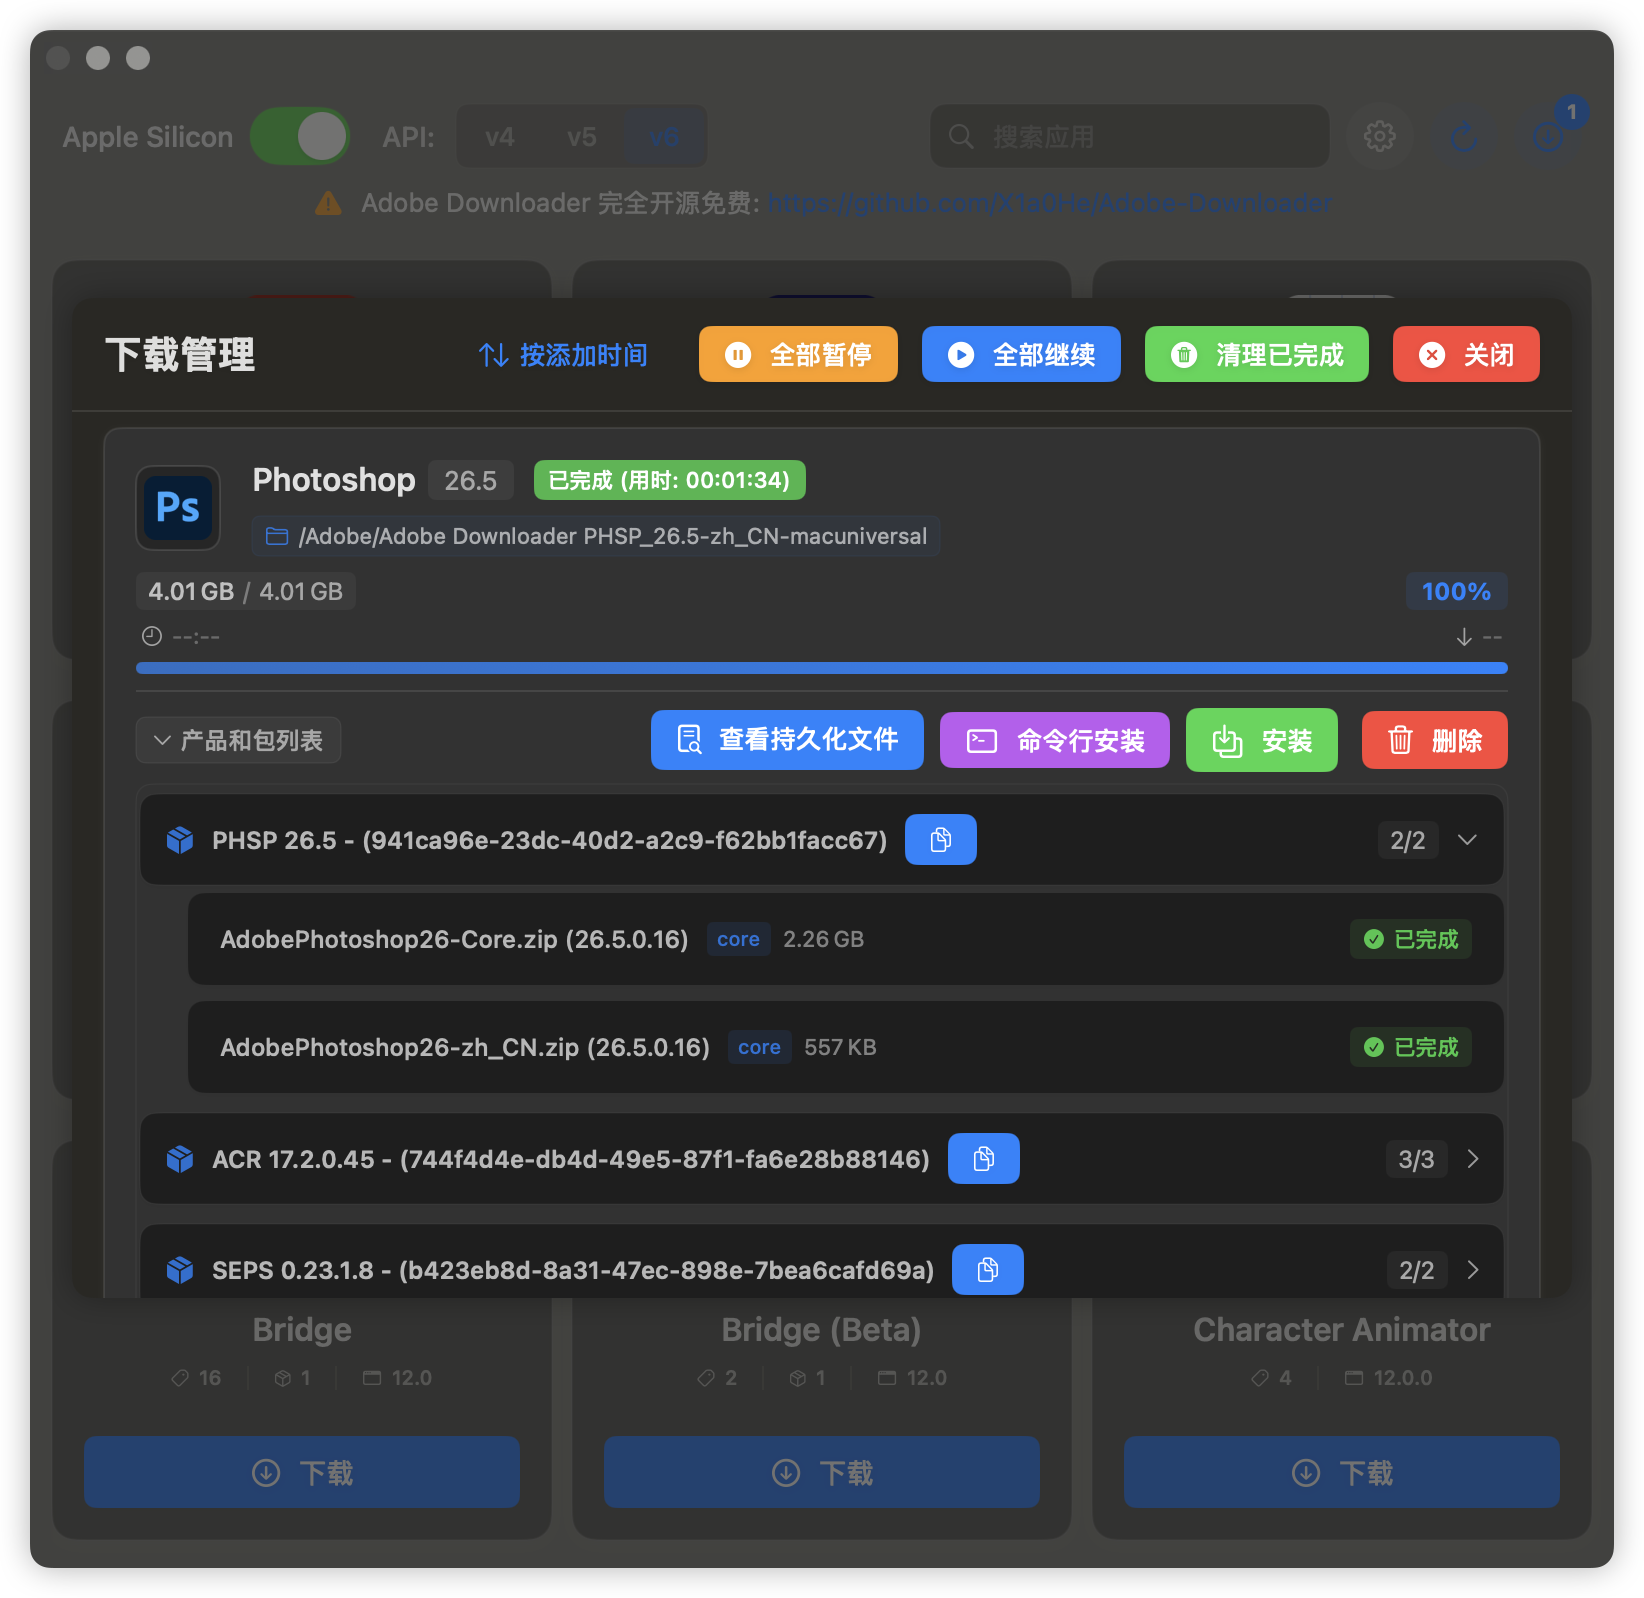 Apple Silicon API: v4 v5 v6 搜索应用 1
Adobe Downloader 完全开源免费: https://github.com/X1a0He/Adobe-Downloader
下载管理 按添加时间 全部暂停 全部继续 清理已完成 关闭
Ps Photoshop 26.5 已完成 (用时: 00:01:34)
/Adobe/Adobe Downloader PHSP_26.5-zh_CN-macuniversal
4.01 GB / 4.01 GB 100%
--:-- --
产品和包列表 查看持久化文件 命令行安装 安装 删除
PHSP 26.5 - (941ca96e-23dc-40d2-a2c9-f62bb1facc67) 2/2
AdobePhotoshop26-Core.zip (26.5.0.16) core 2.26 GB 已完成
AdobePhotoshop26-zh_CN.zip (26.5.0.16) core 557 KB 已完成
ACR 17.2.0.45 - (744f4d4e-db4d-49e5-87f1-fa6e28b88146) 3/3
SEPS 0.23.1.8 - (b423eb8d-8a31-47ec-898e-7bea6cafd69a) 2/2
Bridge Bridge (Beta) Character Animator
16 1 12.0 2 1 12.0 4 12.0.0
下载 下载 下载